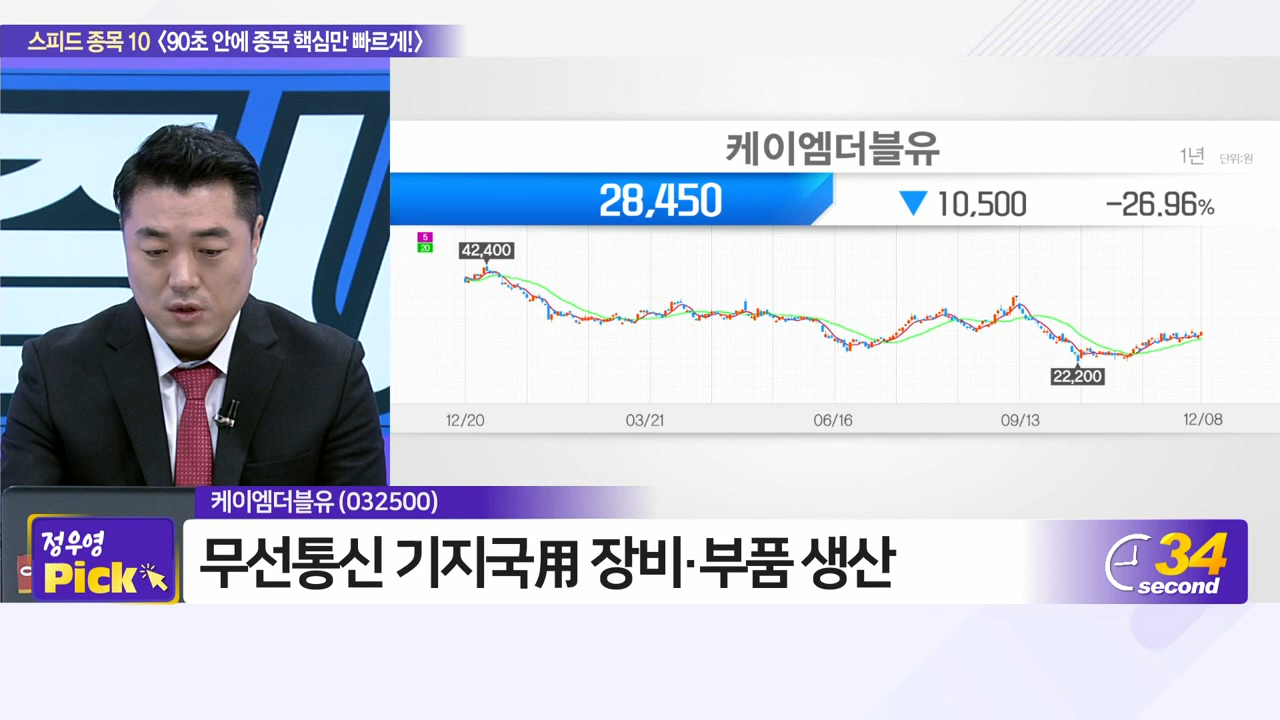 스피드 종목 10 〈90초 안에 종목 핵심만 빠르게!〉
케이엠더블유
1년 단위:원
28,450 ▼ 10,500 -26.96%
5
20
42,400
22,200
12/20 03/21 06/16 09/13 12/08
케이엠더블유 (032500)
정우영
Pick
무선통신 기지국用 장비·부품 생산
34
second